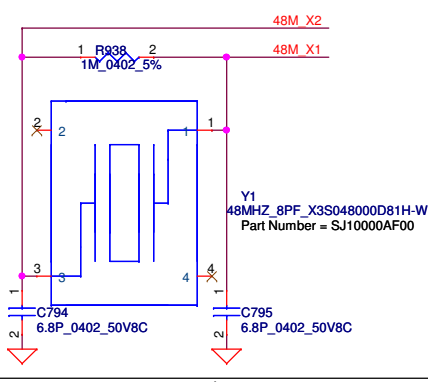 48M_X2
48M_X1
1 R938 2
1M_0402_5%
2 2 1 1
Y1
48MHZ_8PF_X3S048000D81H-W
Part Number = SJ10000AF00
3 3 4 4
1 1
C794 C795
6.8P_0402_50V8C 6.8P_0402_50V8C
2 2